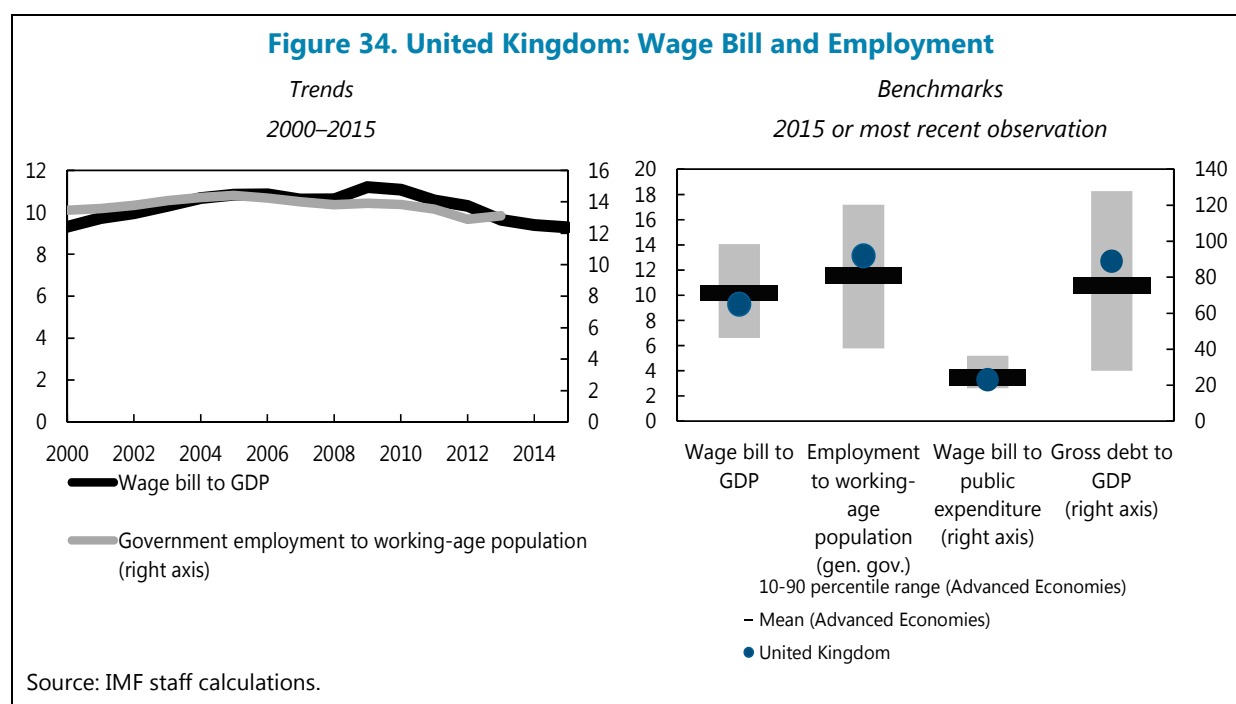 Figure 34. United Kingdom: Wage Bill and Employment
Trends
2000–2015
12
10
8
6
4
2
0
16
14
12
10
8
6
4
2
0
2000 2002 2004 2006 2008 2010 2012 2014
Wage bill to GDP
Government employment to working-age population
(right axis)
Benchmarks
2015 or most recent observation
20
18
16
14
12
10
8
6
4
2
0
140
120
100
80
60
40
20
0
Wage bill to
GDP
Employment
to working-
age
population
(gen. gov.)
Wage bill to
public
expenditure
(right axis)
Gross debt to
GDP
(right axis)
10-90 percentile range (Advanced Economies)
Mean (Advanced Economies)
United Kingdom
Source: IMF staff calculations.